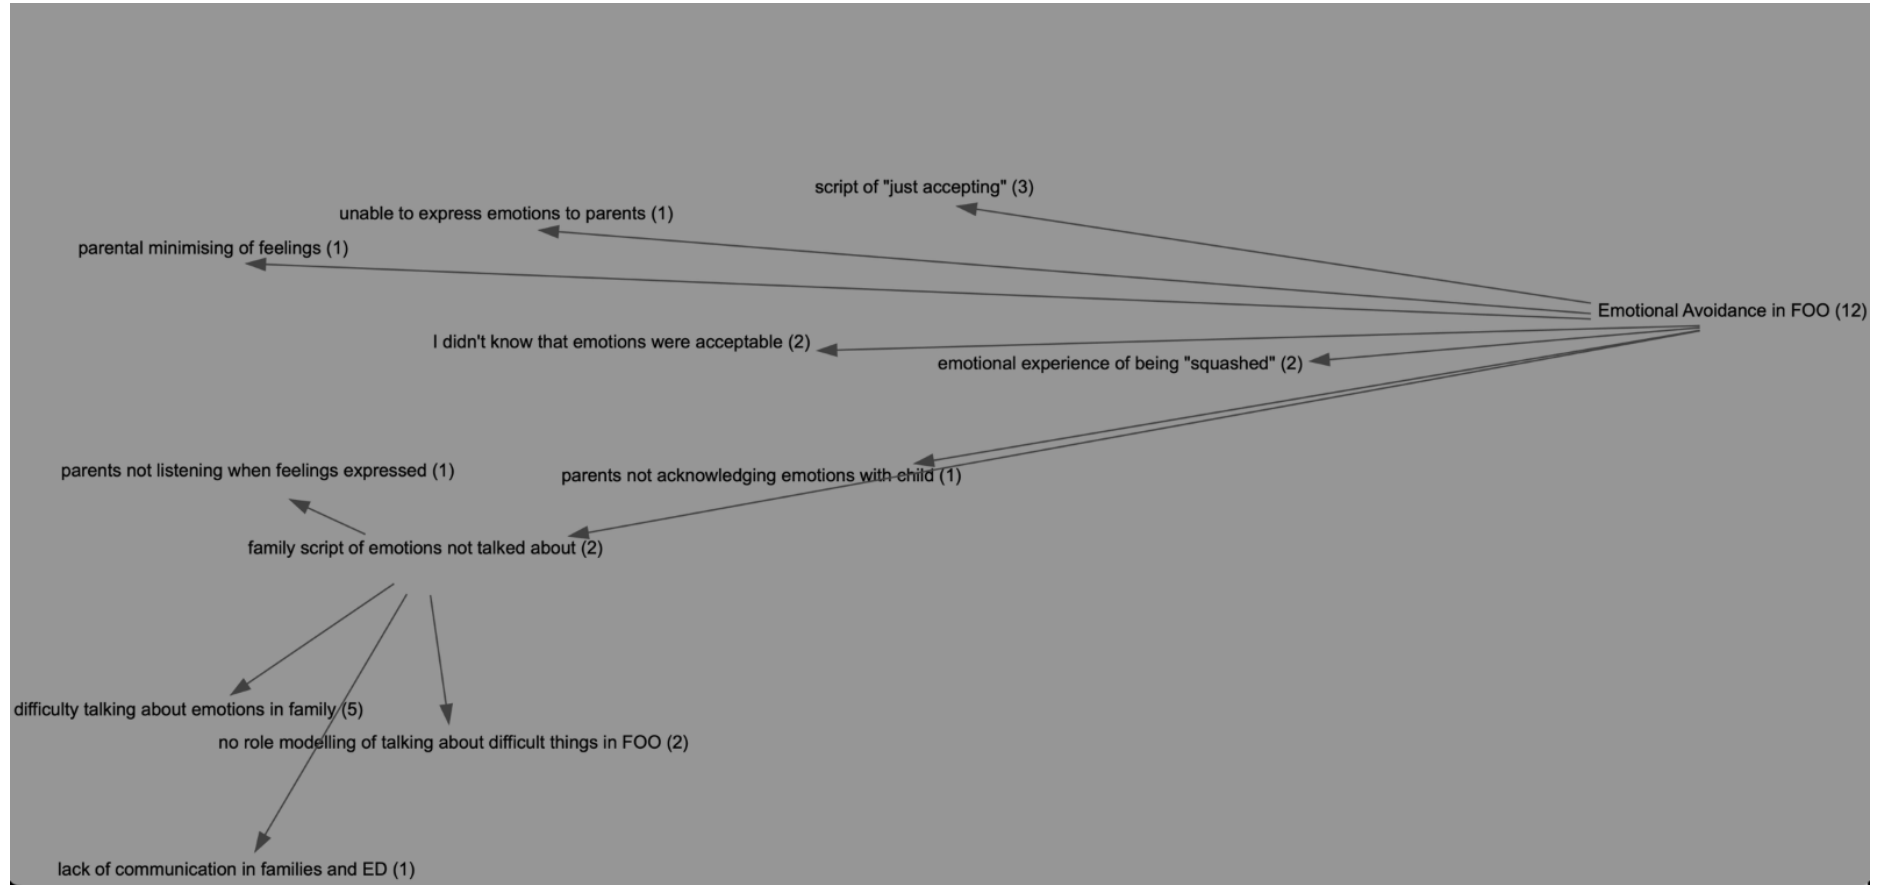 script of "just accepting" (3)
unable to express emotions to parents (1)
parental minimising of feelings (1)
Emotional Avoidance in FOO (12)
I didn't know that emotions were acceptable (2)
emotional experience of being "squashed" (2)
parents not listening when feelings expressed (1)
parents not acknowledging emotions with child (1)
family script of emotions not talked about (2)
difficulty talking about emotions in family (5)
no role modelling of talking about difficult things in FOO (2)
lack of communication in families and ED (1)